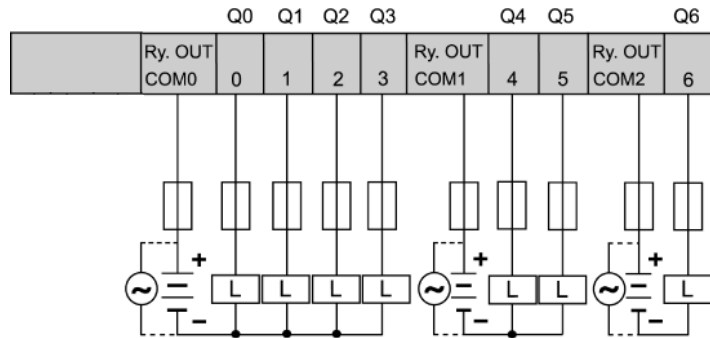 Q0 Q1 Q2 Q3 Q4 Q5 Q6
Ry. OUT Ry. OUT Ry. OUT
COM0 0 1 2 3 COM1 4 5 COM2 6
+ + +
~ L L L L ~ L L ~ L
− − −